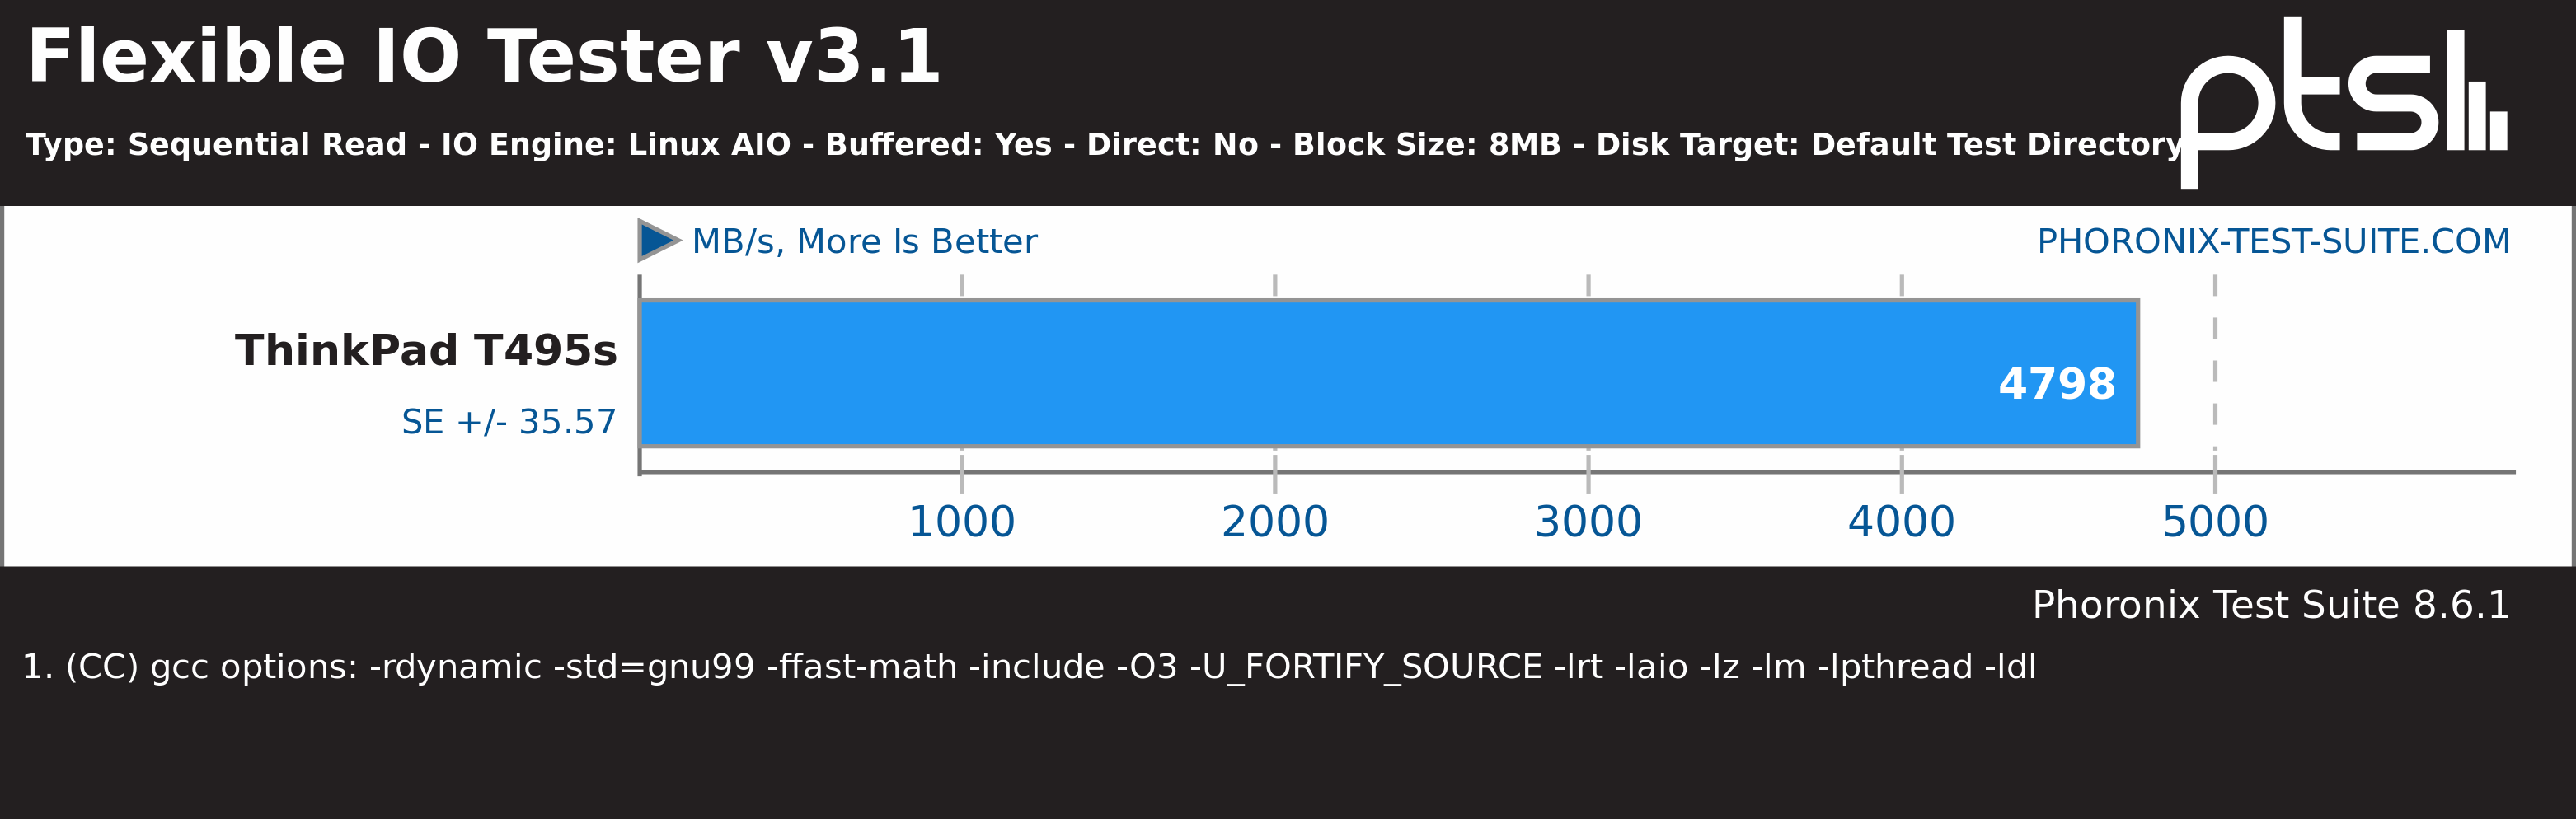 Flexible IO Tester v3.1
Type: Sequential Read - IO Engine: Linux AIO - Buffered: Yes - Direct: No - Block Size: 8MB - Disk Target: Default Test Directory
ptsl
MB/s, More Is Better
PHORONIX-TEST-SUITE.COM
ThinkPad T495s
SE +/- 35.57
4798
1000
2000
3000
4000
5000
Phoronix Test Suite 8.6.1
1. (CC) gcc options: -rdynamic -std=gnu99 -ffast-math -include -O3 -U_FORTIFY_SOURCE -lrt -laio -lz -lm -lpthread -ldl